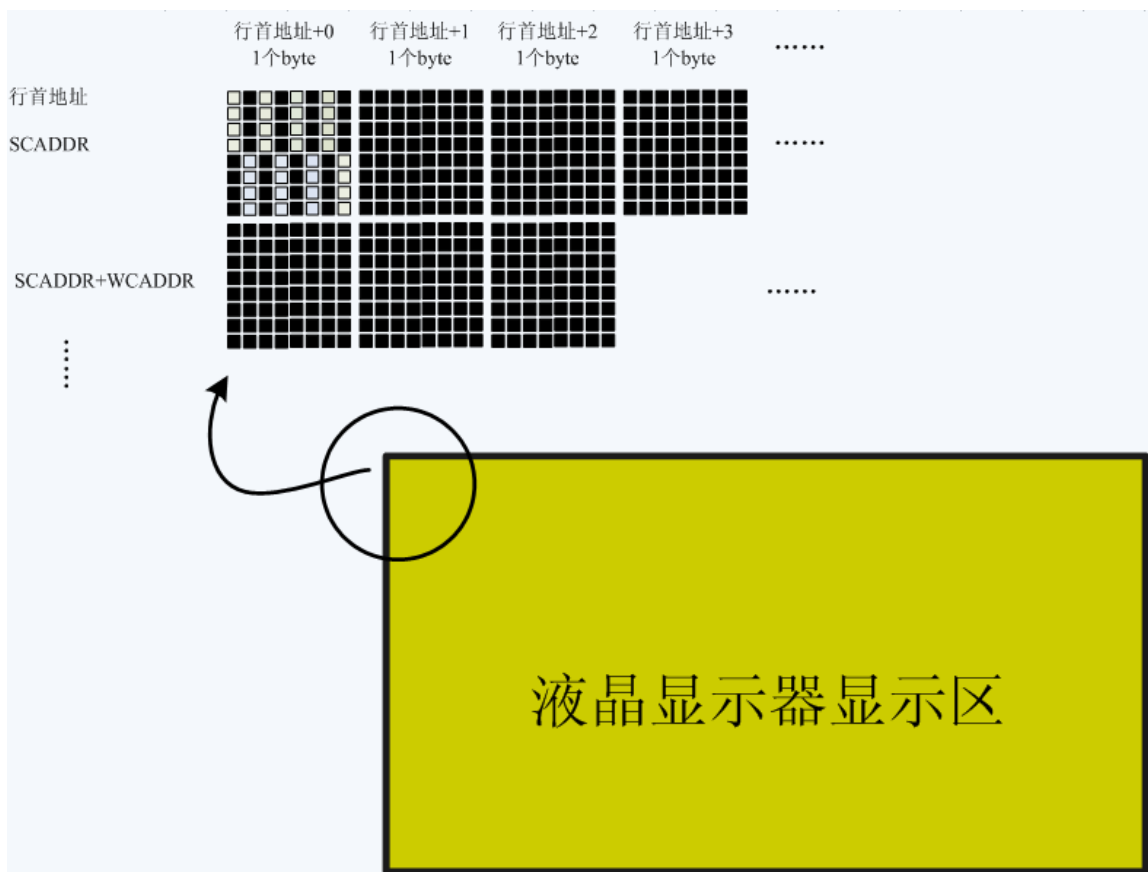 行首地址+0 行首地址+1 行首地址+2 行首地址+3 ……
1个byte 1个byte 1个byte 1个byte
行首地址
SCADDR ……
SCADDR+WCADDR ……
……
液晶显示器显示区